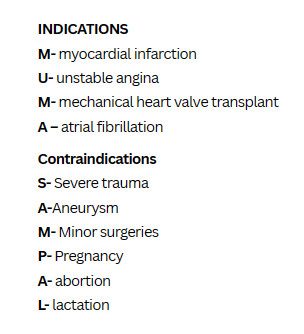 INDICATIONS
M- myocardial infarction
U- unstable angina
M- mechanical heart valve transplant
A – atrial fibrillation
Contraindications
S- Severe trauma
A-Aneurysm
M- Minor surgeries
P- Pregnancy
A- abortion
L- lactation